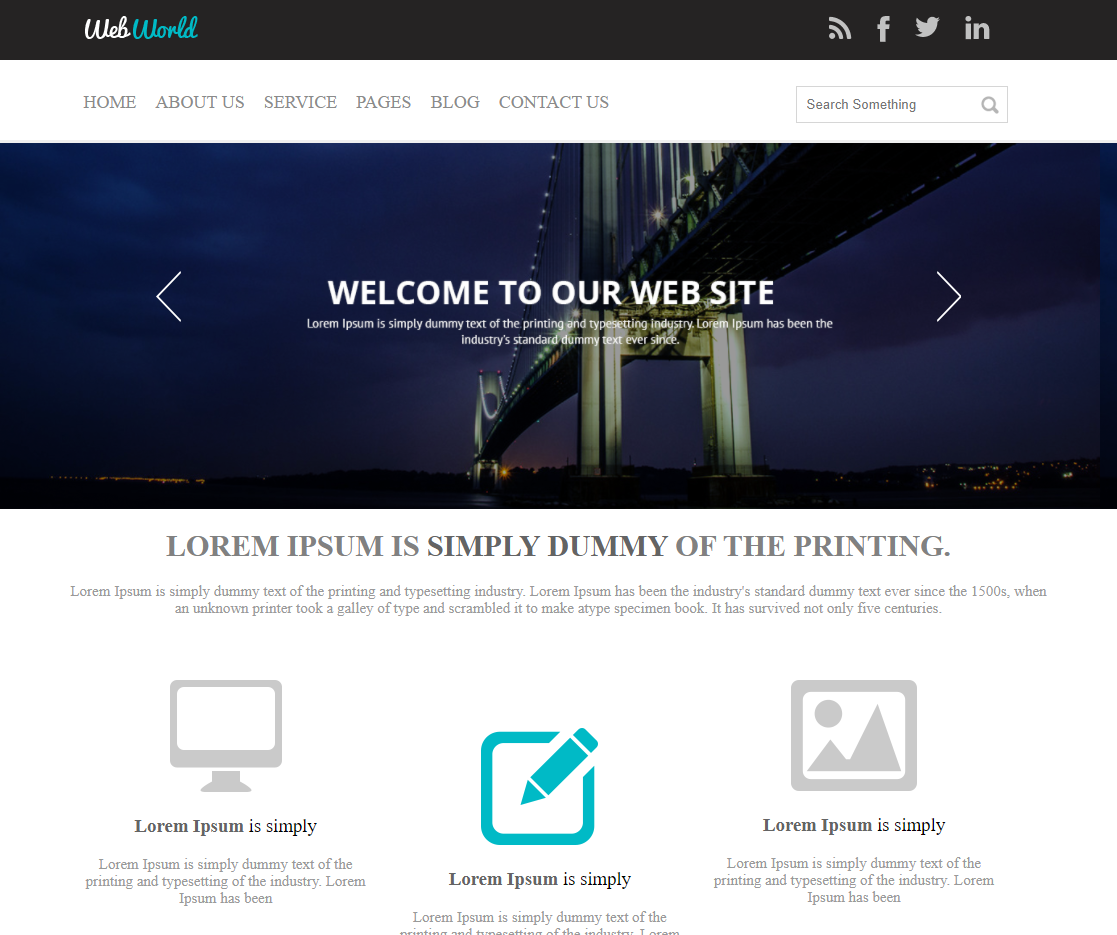 Web World
HOME ABOUT US SERVICE PAGES BLOG CONTACT US
Search Something
WELCOME TO OUR WEB SITE
Lorem Ipsum is simply dummy text of the printing and typesetting industry. Lorem Ipsum has been the
industry's standard dummy text ever since.
LOREM IPSUM IS SIMPLY DUMMY OF THE PRINTING.
Lorem Ipsum is simply dummy text of the printing and typesetting industry. Lorem Ipsum has been the industry's standard dummy text ever since the 1500s, when
an unknown printer took a galley of type and scrambled it to make atype specimen book. It has survived not only five centuries.
Lorem Ipsum is simply
Lorem Ipsum is simply dummy text of the
printing and typesetting of the industry. Lorem
Ipsum has been
Lorem Ipsum is simply
Lorem Ipsum is simply dummy text of the
printing and typesetting of the industry. Lorem
Lorem Ipsum is simply
Lorem Ipsum is simply dummy text of the
printing and typesetting of the industry. Lorem
Ipsum has been